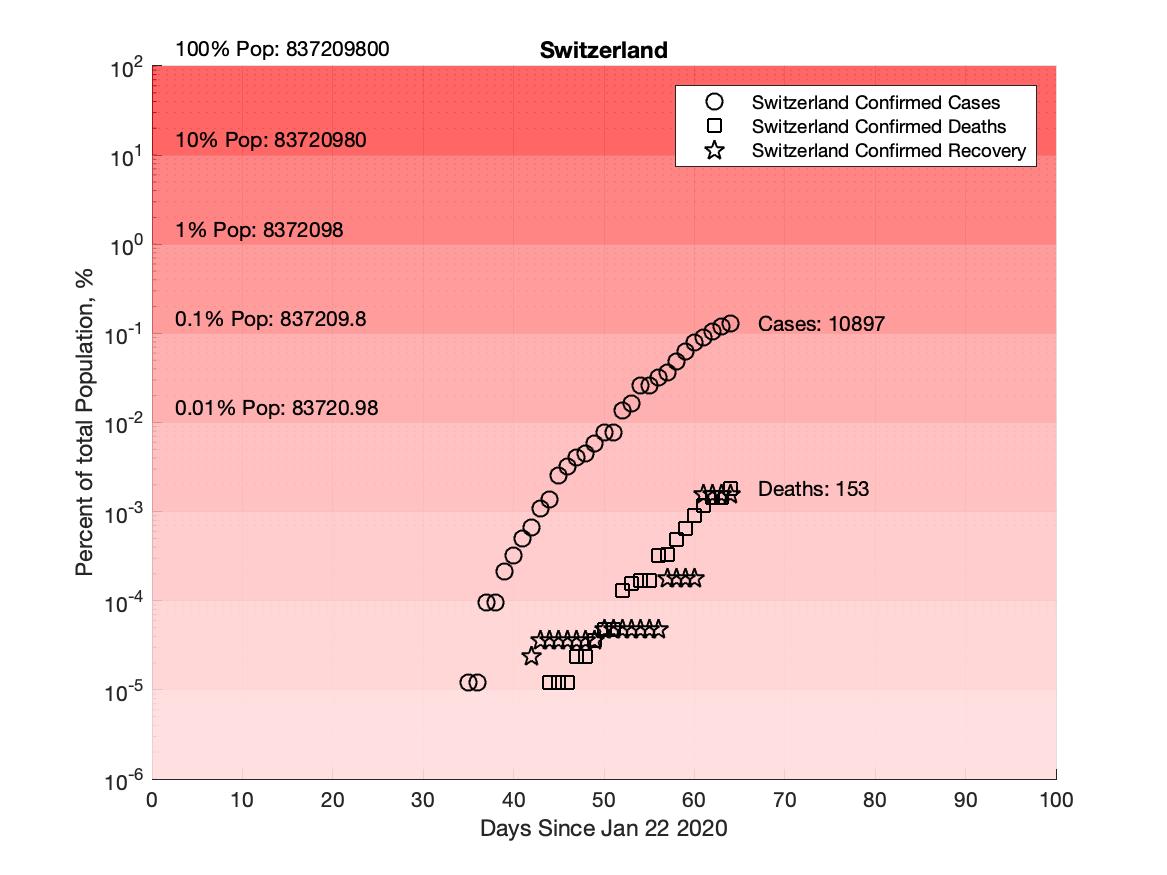 Switzerland
100% Pop: 837209800
10% Pop: 83720980
1% Pop: 8372098
0.1% Pop: 837209.8
0.01% Pop: 83720.98
Switzerland Confirmed Cases
Switzerland Confirmed Deaths
Switzerland Confirmed Recovery
Cases: 10897
Deaths: 153
Percent of total Population, %
10^2
10^1
10^0
10^-1
10^-2
10^-3
10^-4
10^-5
10^-6
0 10 20 30 40 50 60 70 80 90 100
Days Since Jan 22 2020